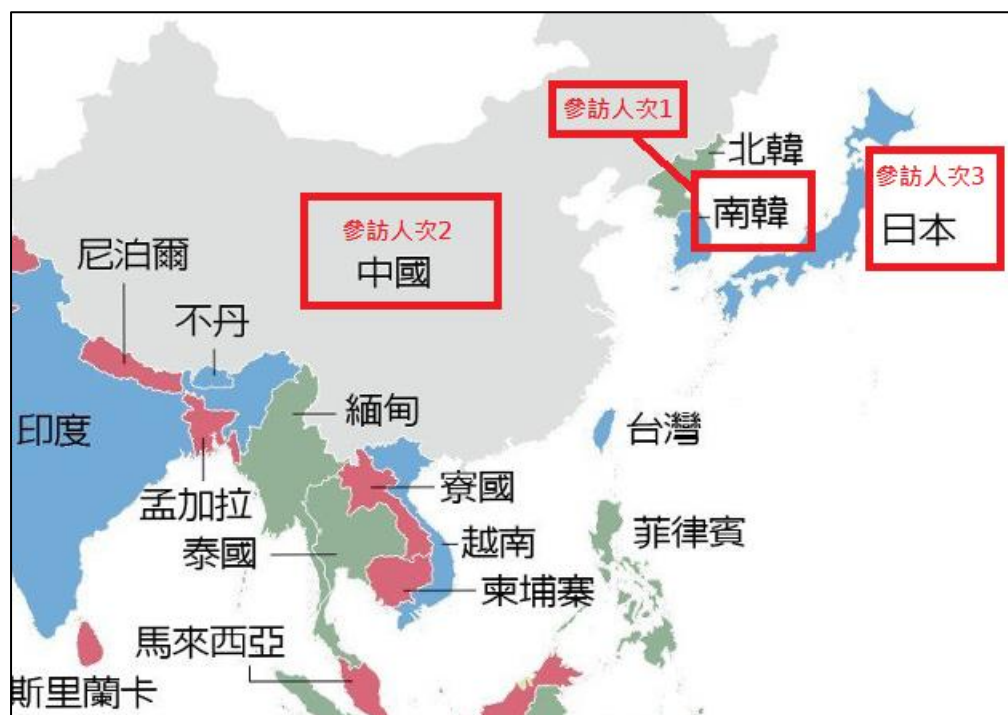 參訪人次1
北韓
南韓
參訪人次3
日本
參訪人次2
中國
尼泊爾
不丹
印度
緬甸
台灣
寮國
孟加拉
泰國
越南
菲律賓
柬埔寨
馬來西亞
斯里蘭卡